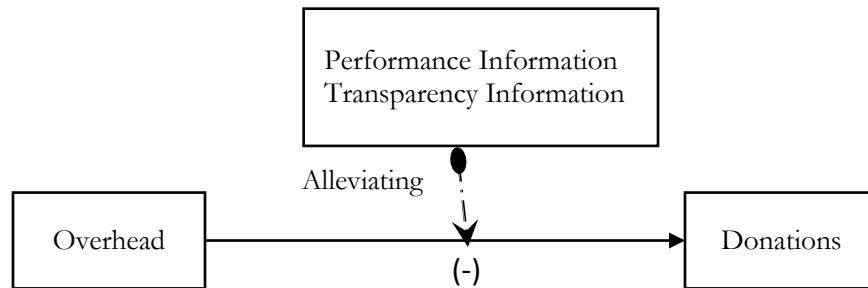 Performance Information
Transparency Information
Alleviating
Overhead
Donations
(-)